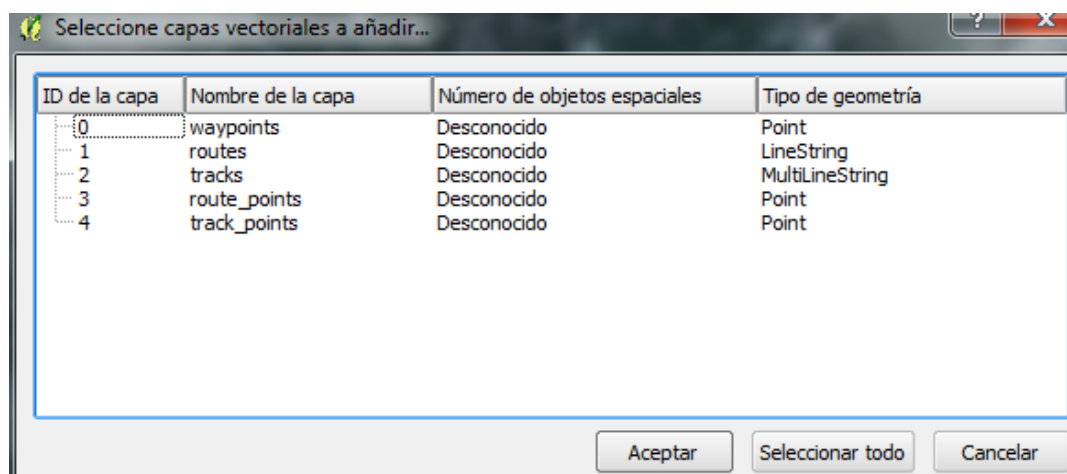 Seleccione capas vectoriales a añadir...
? X
ID de la capa Nombre de la capa Número de objetos espaciales Tipo de geometría
0 waypoints Desconocido Point
1 routes Desconocido LineString
2 tracks Desconocido MultiLineString
3 route_points Desconocido Point
4 track_points Desconocido Point
Aceptar Seleccionar todo Cancelar